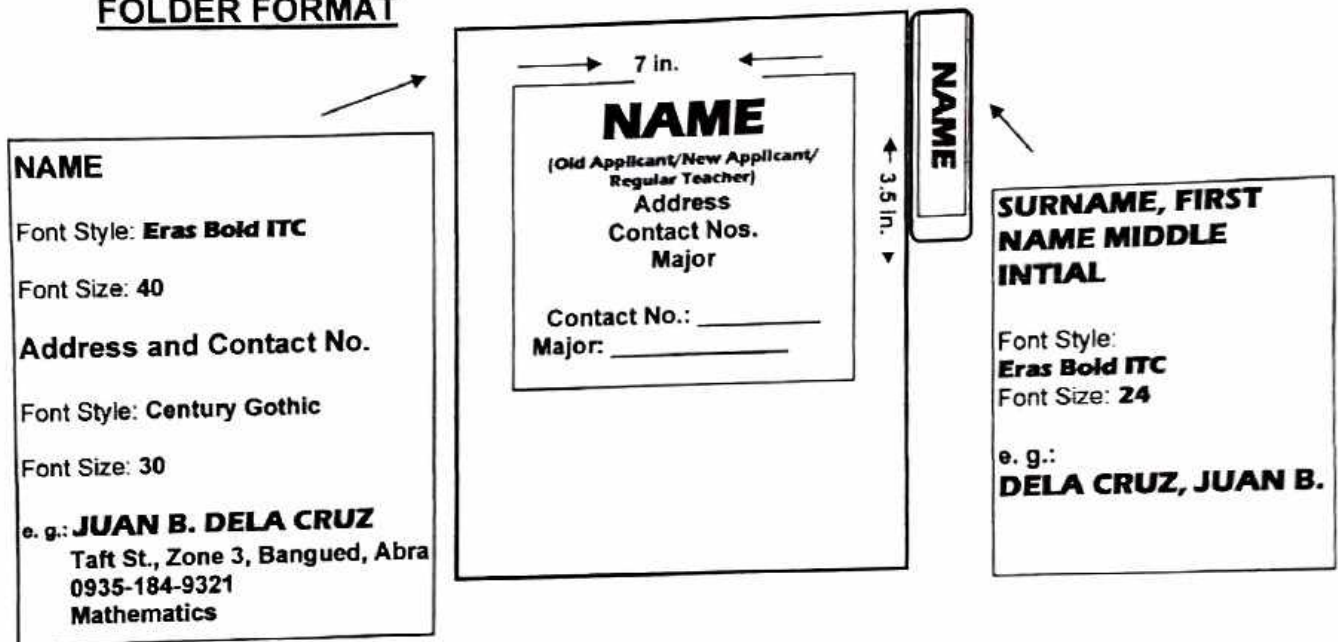 FOLDER FORMAT
NAME
Font Style: Eras Bold ITC
Font Size: 40
Address and Contact No.
Font Style: Century Gothic
Font Size: 30
e. g.: JUAN B. DELA CRUZ
Taft St., Zone 3, Bangued, Abra
0935-184-9321
Mathematics
7 in.
NAME
(Old Applicant/New Applicant/
Regular Teacher)
Address
Contact Nos.
Major
Contact No.: ____________
Major: _________________
3.5 in.
NAME
SURNAME, FIRST
NAME MIDDLE
INTIAL
Font Style:
Eras Bold ITC
Font Size: 24
e. g.:
DELA CRUZ, JUAN B.